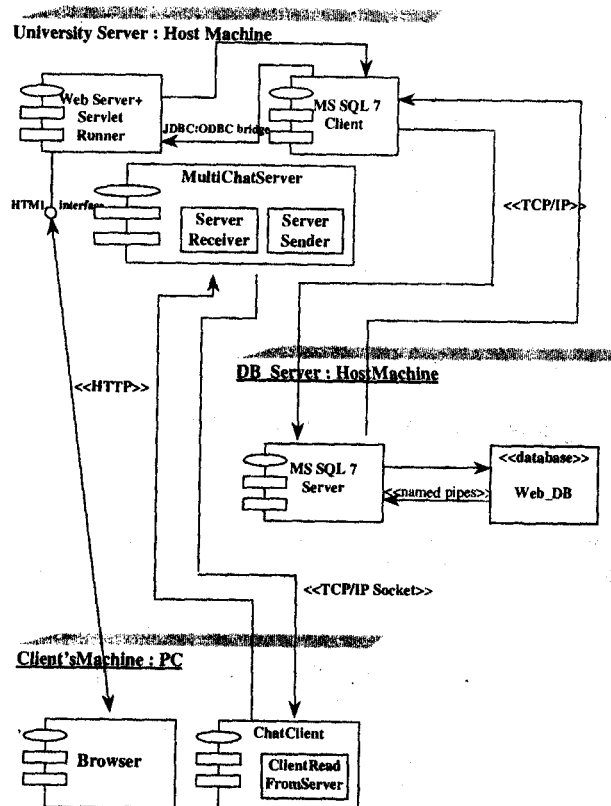 University Server : Host Machine
Web Server+
Servlet
Runner
MS SQL 7
Client
JDBC:ODBC bridge
MultiChatServer
HTML interface
Server
Receiver
Server
Sender
<<TCP/IP>>
<<HTTP>>
DB_Server : HostMachine
MS SQL 7
Server
<<database>>
Web_DB
<<named pipes>>
<<TCP/IP Socket>>
Client'sMachine : PC
Browser
ChatClient
ClientRead
FromServer